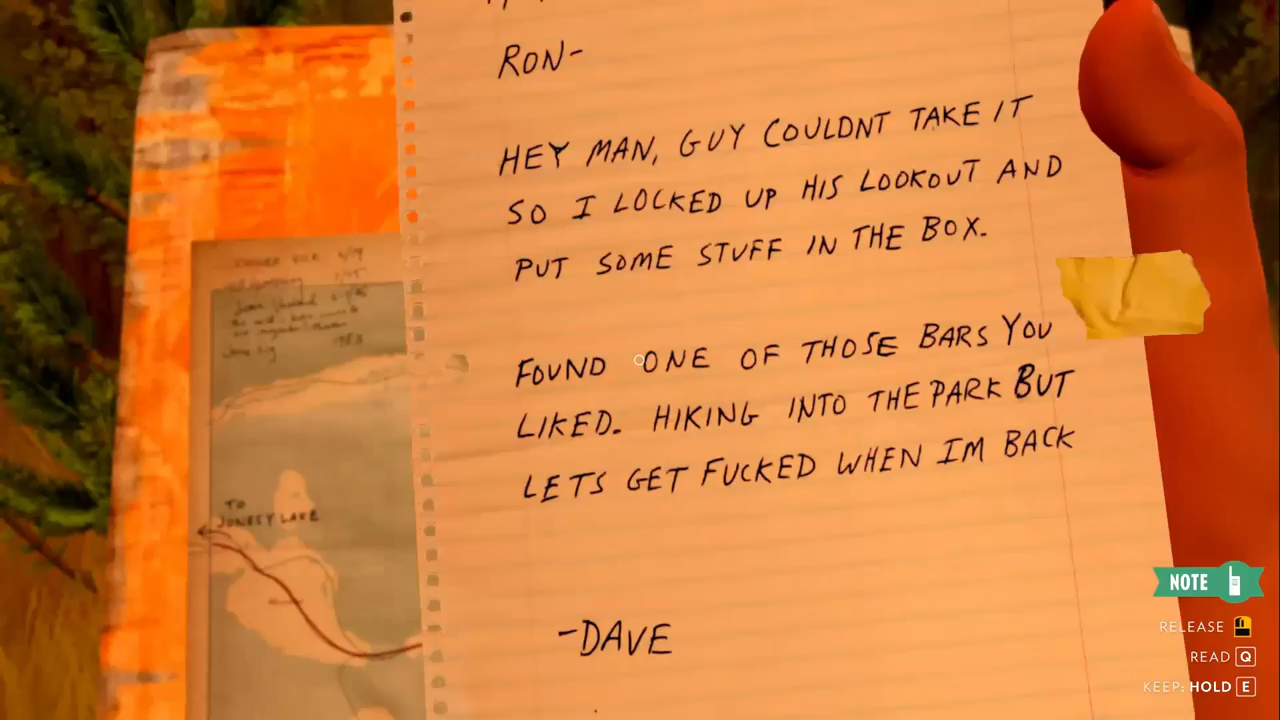 RON-
HEY MAN, GUY COULDNT TAKE IT
SO I LOCKED UP HIS LOOKOUT AND
PUT SOME STUFF IN THE BOX.
FOUND ONE OF THOSE BARS YOU
LIKED. HIKING INTO THE PARK BUT
LETS GET FUCKED WHEN IM BACK
-DAVE
TO
JONESY LAKE
NOTE
RELEASE
READ Q
KEEP: HOLD E